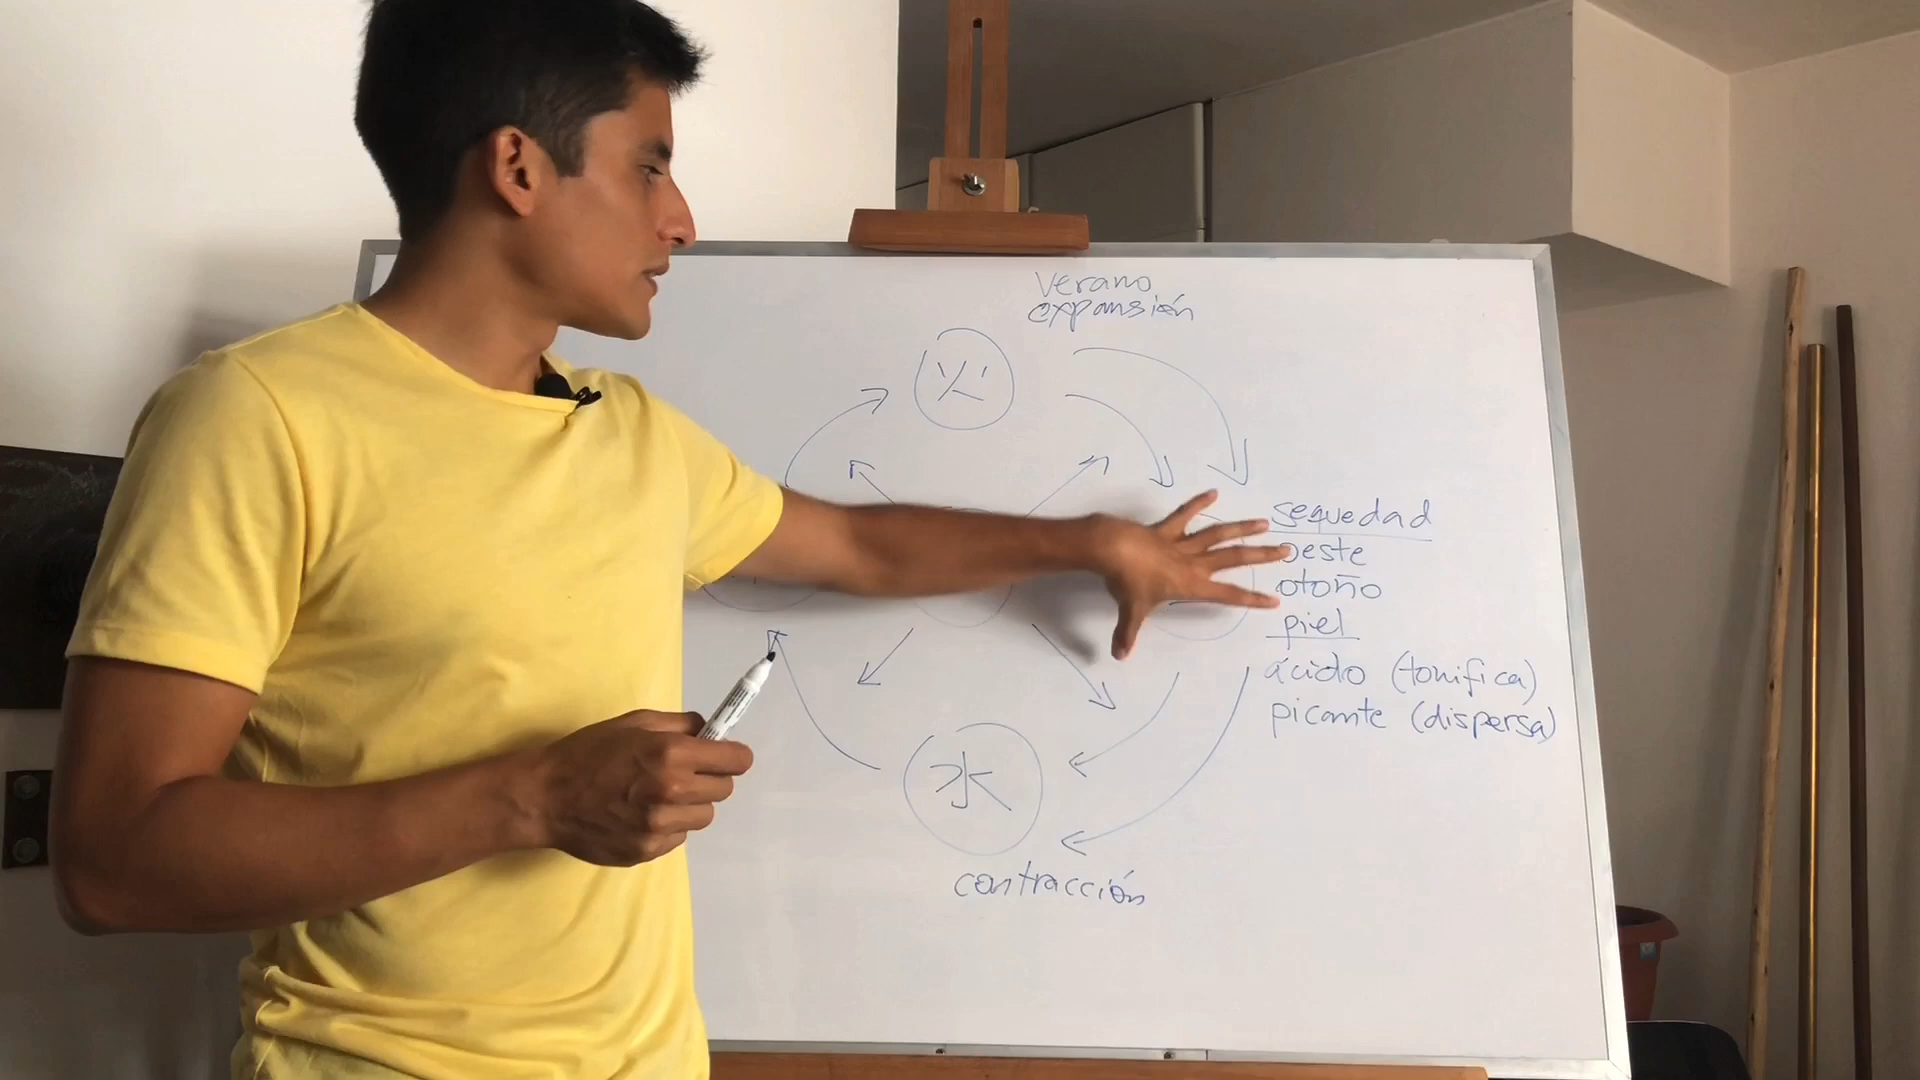 verano
expansión
火
sequedad
oeste
otoño
piel
ácido (tonifica)
picante (dispersa)
水
contracción